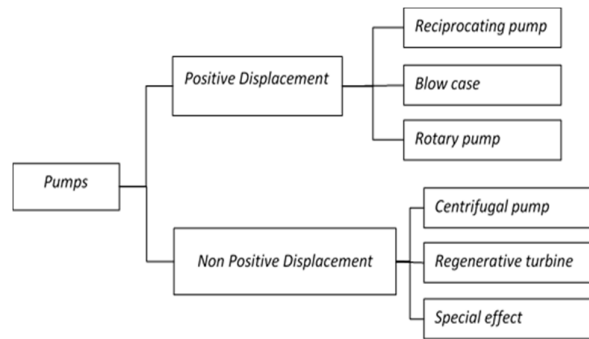 Reciprocating pump
Positive Displacement
Blow case
Rotary pump
Pumps
Centrifugal pump
Non Positive Displacement
Regenerative turbine
Special effect